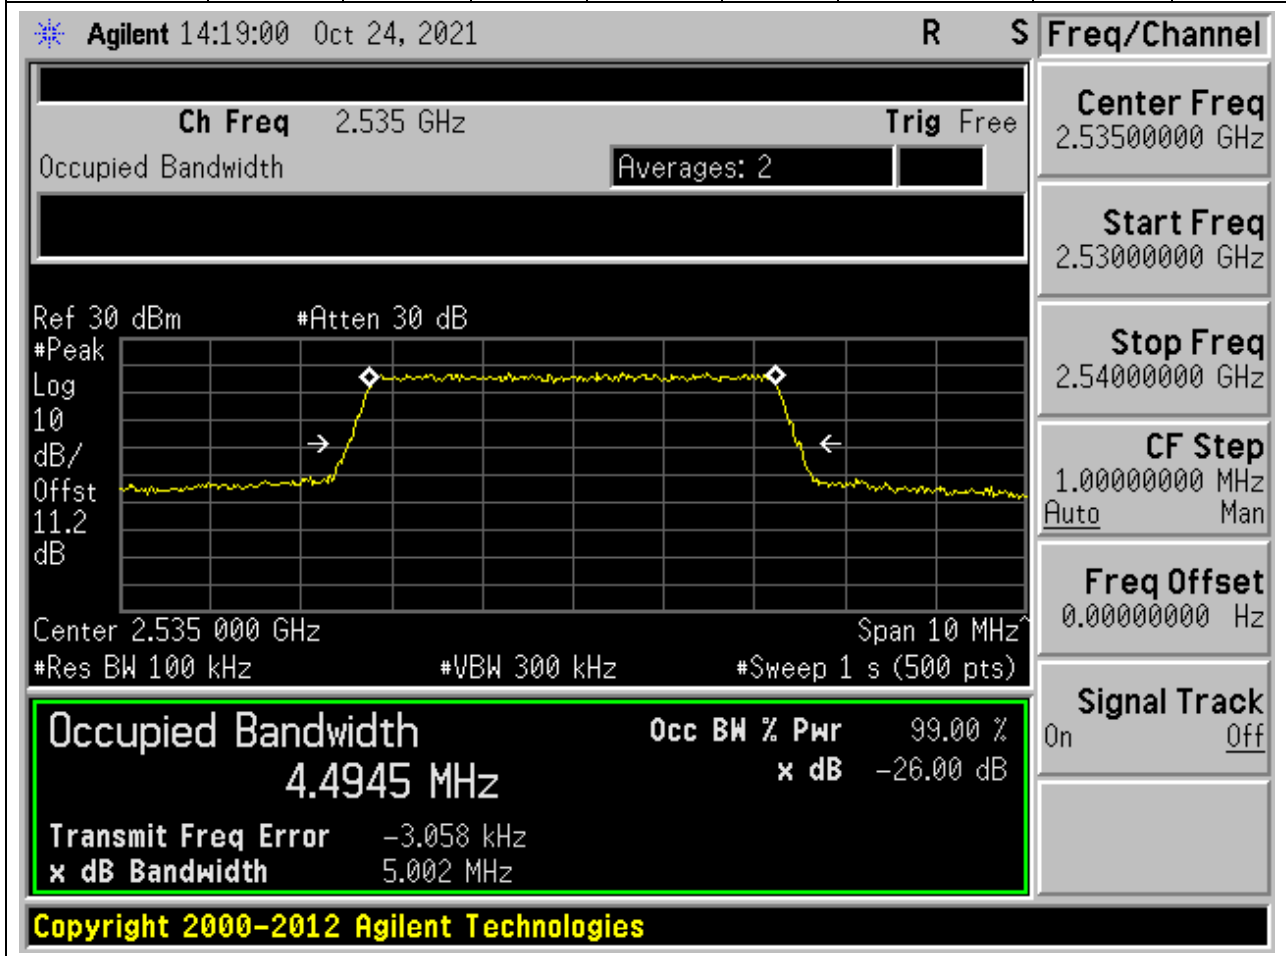 Agilent 14:19:00 Oct 24, 2021 R S
Freq/Channel
Ch Freq 2.535 GHz Trig Free
Occupied Bandwidth Averages: 2
Center Freq
2.53500000 GHz
Start Freq
2.53000000 GHz
Stop Freq
2.54000000 GHz
CF Step
1.00000000 MHz
Auto Man
Freq Offset
0.00000000 Hz
Signal Track
On Off
Ref 30 dBm #Atten 30 dB
#Peak
Log
10
dB/
Offst
11.2
dB
Center 2.535 000 GHz Span 10 MHz^
#Res BW 100 kHz #VBW 300 kHz #Sweep 1 s (500 pts)
Occupied Bandwidth Occ BW % Pwr 99.00 %
4.4945 MHz x dB -26.00 dB
Transmit Freq Error -3.058 kHz
x dB Bandwidth 5.002 MHz
Copyright 2000-2012 Agilent Technologies